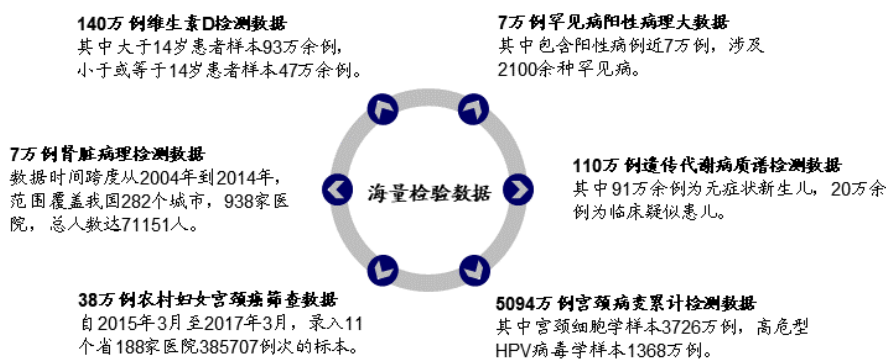 140万例维生素D检测数据
其中大于14岁患者样本93万余例，
小于或等于14岁患者样本47万余例。
7万例罕见病阳性病理大数据
其中包含阳性病例近7万例，涉及
2100余种罕见病。
7万例肾脏病理检测数据
数据时间跨度从2004年到2014年，
范围覆盖我国282个城市，938家医
院，总人数达71151人。
海量检验数据
110万例遗传代谢病质谱检测数据
其中91万余例为无症状新生儿，20万余
例为临床疑似患儿。
38万例农村妇女宫颈癌筛查数据
自2015年3月至2017年3月，录入11
个省188家医院385707例次的标本。
5094万例宫颈病变累计检测数据
其中宫颈细胞学样本3726万例，高危型
HPV病毒学样本1368万例。